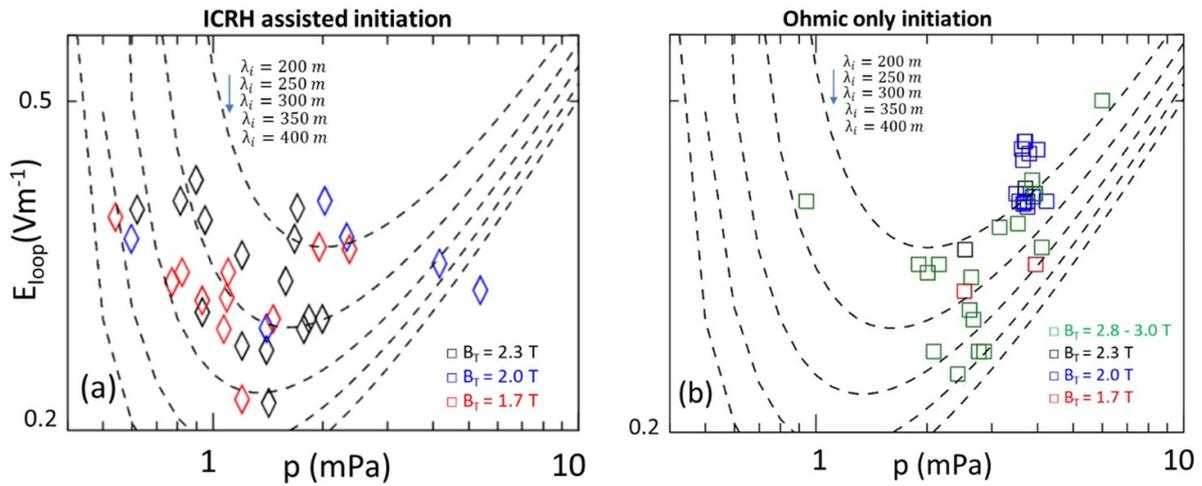 ICRH assisted initiation
λi = 200 m
λi = 250 m
λi = 300 m
λi = 350 m
λi = 400 m
0.5
Eloop(Vm-1)
BT = 2.3 T
BT = 2.0 T
BT = 1.7 T
(a)
0.2
1
10
p (mPa)
Ohmic only initiation
λi = 200 m
λi = 250 m
λi = 300 m
λi = 350 m
λi = 400 m
BT = 2.8 - 3.0 T
BT = 2.3 T
BT = 2.0 T
BT = 1.7 T
(b)
0.2
1
10
p (mPa)